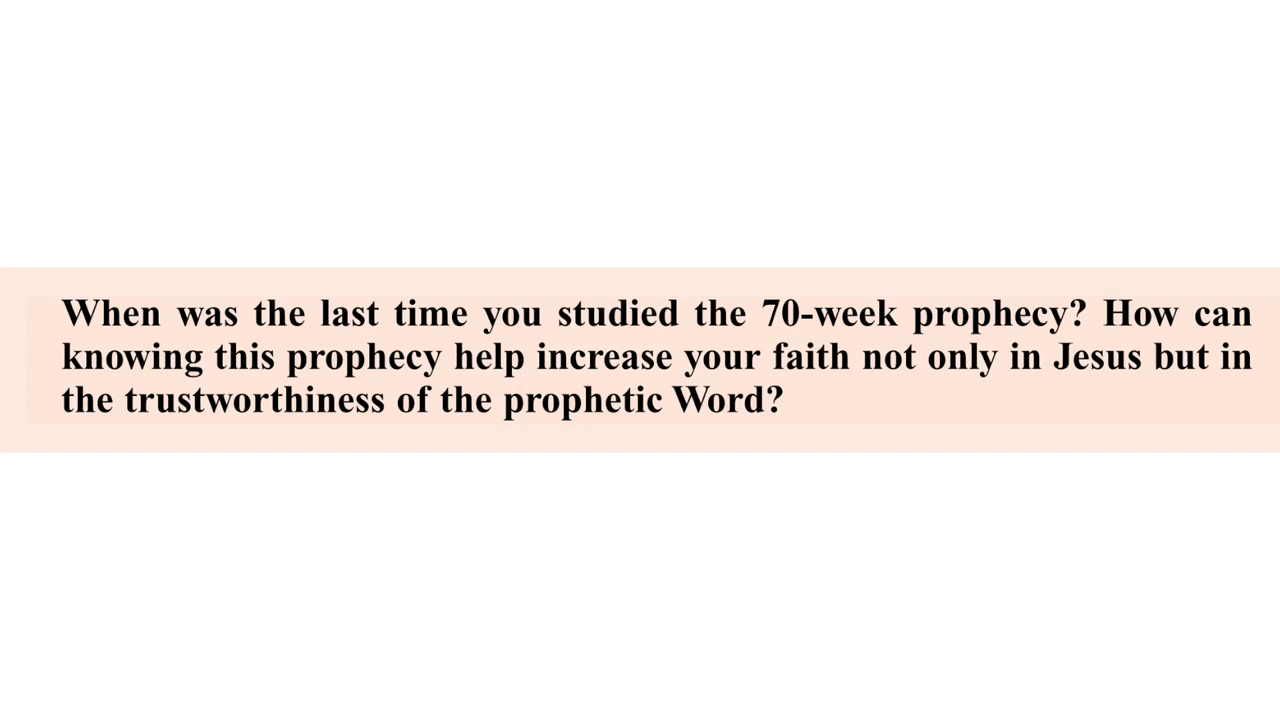 When was the last time you studied the 70-week prophecy? How can
knowing this prophecy help increase your faith not only in Jesus but in
the trustworthiness of the prophetic Word?